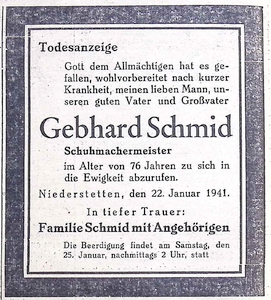 Todesanzeige
Gott dem Allmächtigen hat es ge-
fallen, wohlvorbereitet nach kurzer
Krankheit, meinen lieben Mann, un-
seren guten Vater und Großvater
Gebhard Schmid
Schuhmachermeister
im Alter von 76 Jahren zu sich in
die Ewigkeit abzurufen.
Niederstetten, den 22. Januar 1941.
In tiefer Trauer:
Familie Schmid mit Angehörigen
Die Beerdigung findet am Samstag, den
25. Januar, nachmittags 2 Uhr, statt